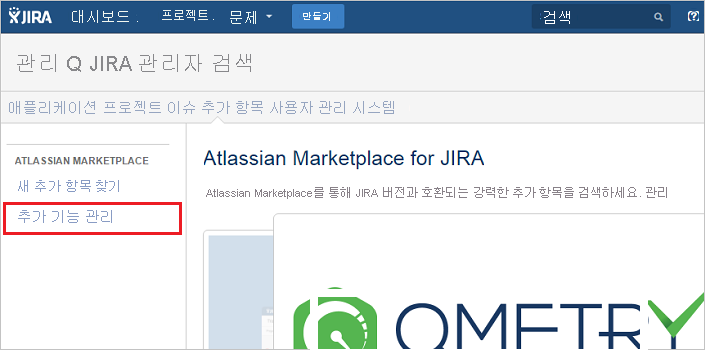 JIRA 대시보드 . 프로젝트 . 문제 만들기 검색
관리 Q JIRA 관리자 검색
애플리케이션 프로젝트 이슈 추가 항목 사용자 관리 시스템
ATLASSIAN MARKETPLACE
새 추가 항목 찾기
추가 기능 관리
Atlassian Marketplace for JIRA
Atlassian Marketplace를 통해 JIRA 버전과 호환되는 강력한 추가 항목을 검색하세요. 관리
QMETRY